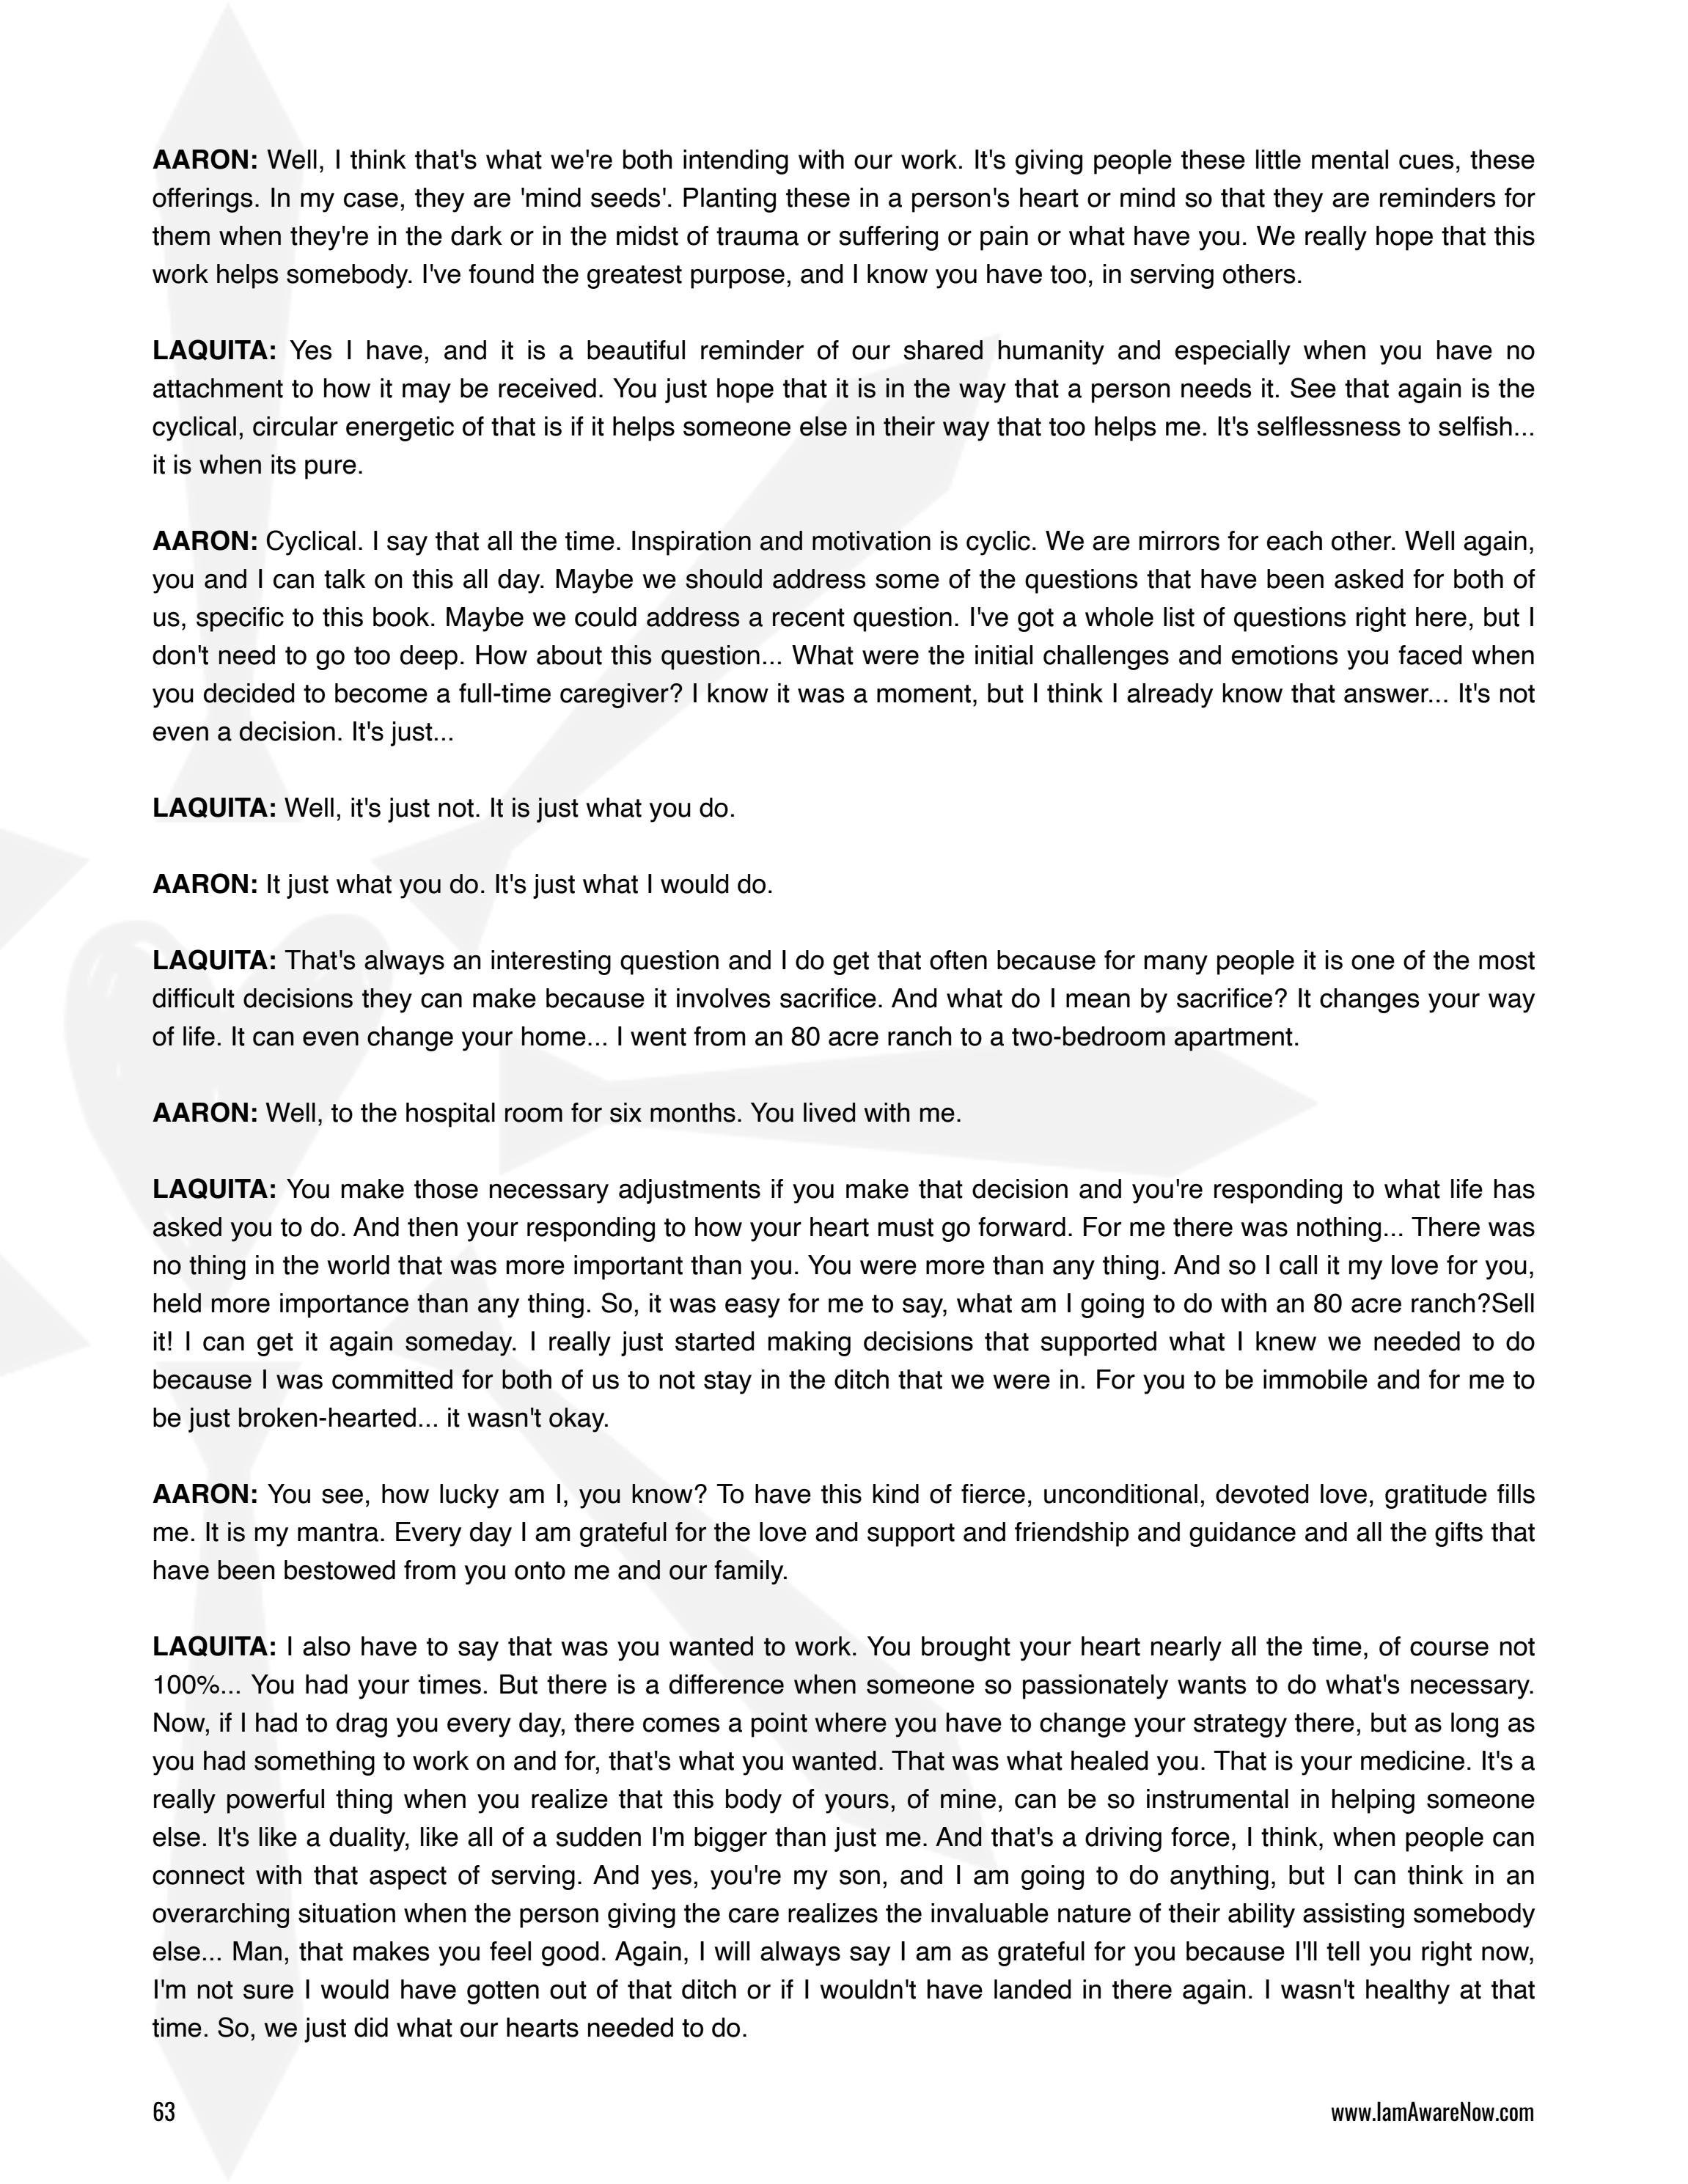 AARON: Well, I think that's what we're both intending with our work. It's giving people these little mental cues, these
offerings. In my case, they are 'mind seeds'. Planting these in a person's heart or mind so that they are reminders for
them when they're in the dark or in the midst of trauma or suffering or pain or what have you. We really hope that this
work helps somebody. I've found the greatest purpose, and I know you have too, in serving others.
LAQUITA: Yes I have, and it is a beautiful reminder of our shared humanity and especially when you have no
attachment to how it may be received. You just hope that it is in the way that a person needs it. See that again is the
cyclical, circular energetic of that is if it helps someone else in their way that too helps me. It's selflessness to selfish...
it is when its pure.
AARON: Cyclical. I say that all the time. Inspiration and motivation is cyclic. We are mirrors for each other. Well again,
you and I can talk on this all day. Maybe we should address some of the questions that have been asked for both of
us, specific to this book. Maybe we could address a recent question. I've got a whole list of questions right here, but I
don't need to go too deep. How about this question... What were the initial challenges and emotions you faced when
you decided to become a full-time caregiver? I know it was a moment, but I think I already know that answer... It's not
even a decision. It's just...
LAQUITA: Well, it's just not. It is just what you do.
AARON: It just what you do. It's just what I would do.
LAQUITA: That's always an interesting question and I do get that often because for many people it is one of the most
difficult decisions they can make because it involves sacrifice. And what do I mean by sacrifice? It changes your way
of life. It can even change your home... I went from an 80 acre ranch to a two-bedroom apartment.
AARON: Well, to the hospital room for six months. You lived with me.
LAQUITA: You make those necessary adjustments if you make that decision and you're responding to what life has
asked you to do. And then your responding to how your heart must go forward. For me there was nothing... There was
no thing in the world that was more important than you. You were more than any thing. And so I call it my love for you,
held more importance than any thing. So, it was easy for me to say, what am I going to do with an 80 acre ranch?Sell
it! I can get it again someday. I really just started making decisions that supported what I knew we needed to do
because I was committed for both of us to not stay in the ditch that we were in. For you to be immobile and for me to
be just broken-hearted... it wasn't okay.
AARON: You see, how lucky am I, you know? To have this kind of fierce, unconditional, devoted love, gratitude fills
me. It is my mantra. Every day I am grateful for the love and support and friendship and guidance and all the gifts that
have been bestowed from you onto me and our family.
LAQUITA: I also have to say that was you wanted to work. You brought your heart nearly all the time, of course not
100%... You had your times. But there is a difference when someone so passionately wants to do what's necessary.
Now, if I had to drag you every day, there comes a point where you have to change your strategy there, but as long as
you had something to work on and for, that's what you wanted. That was what healed you. That is your medicine. It's a
really powerful thing when you realize that this body of yours, of mine, can be so instrumental in helping someone
else. It's like a duality, like all of a sudden I'm bigger than just me. And that's a driving force, I think, when people can
connect with that aspect of serving. And yes, you're my son, and I am going to do anything, but I can think in an
overarching situation when the person giving the care realizes the invaluable nature of their ability assisting somebody
else... Man, that makes you feel good. Again, I will always say I am as grateful for you because I'll tell you right now,
I'm not sure I would have gotten out of that ditch or if I wouldn't have landed in there again. I wasn't healthy at that
time. So, we just did what our hearts needed to do.
63
www.IamAwareNow.com